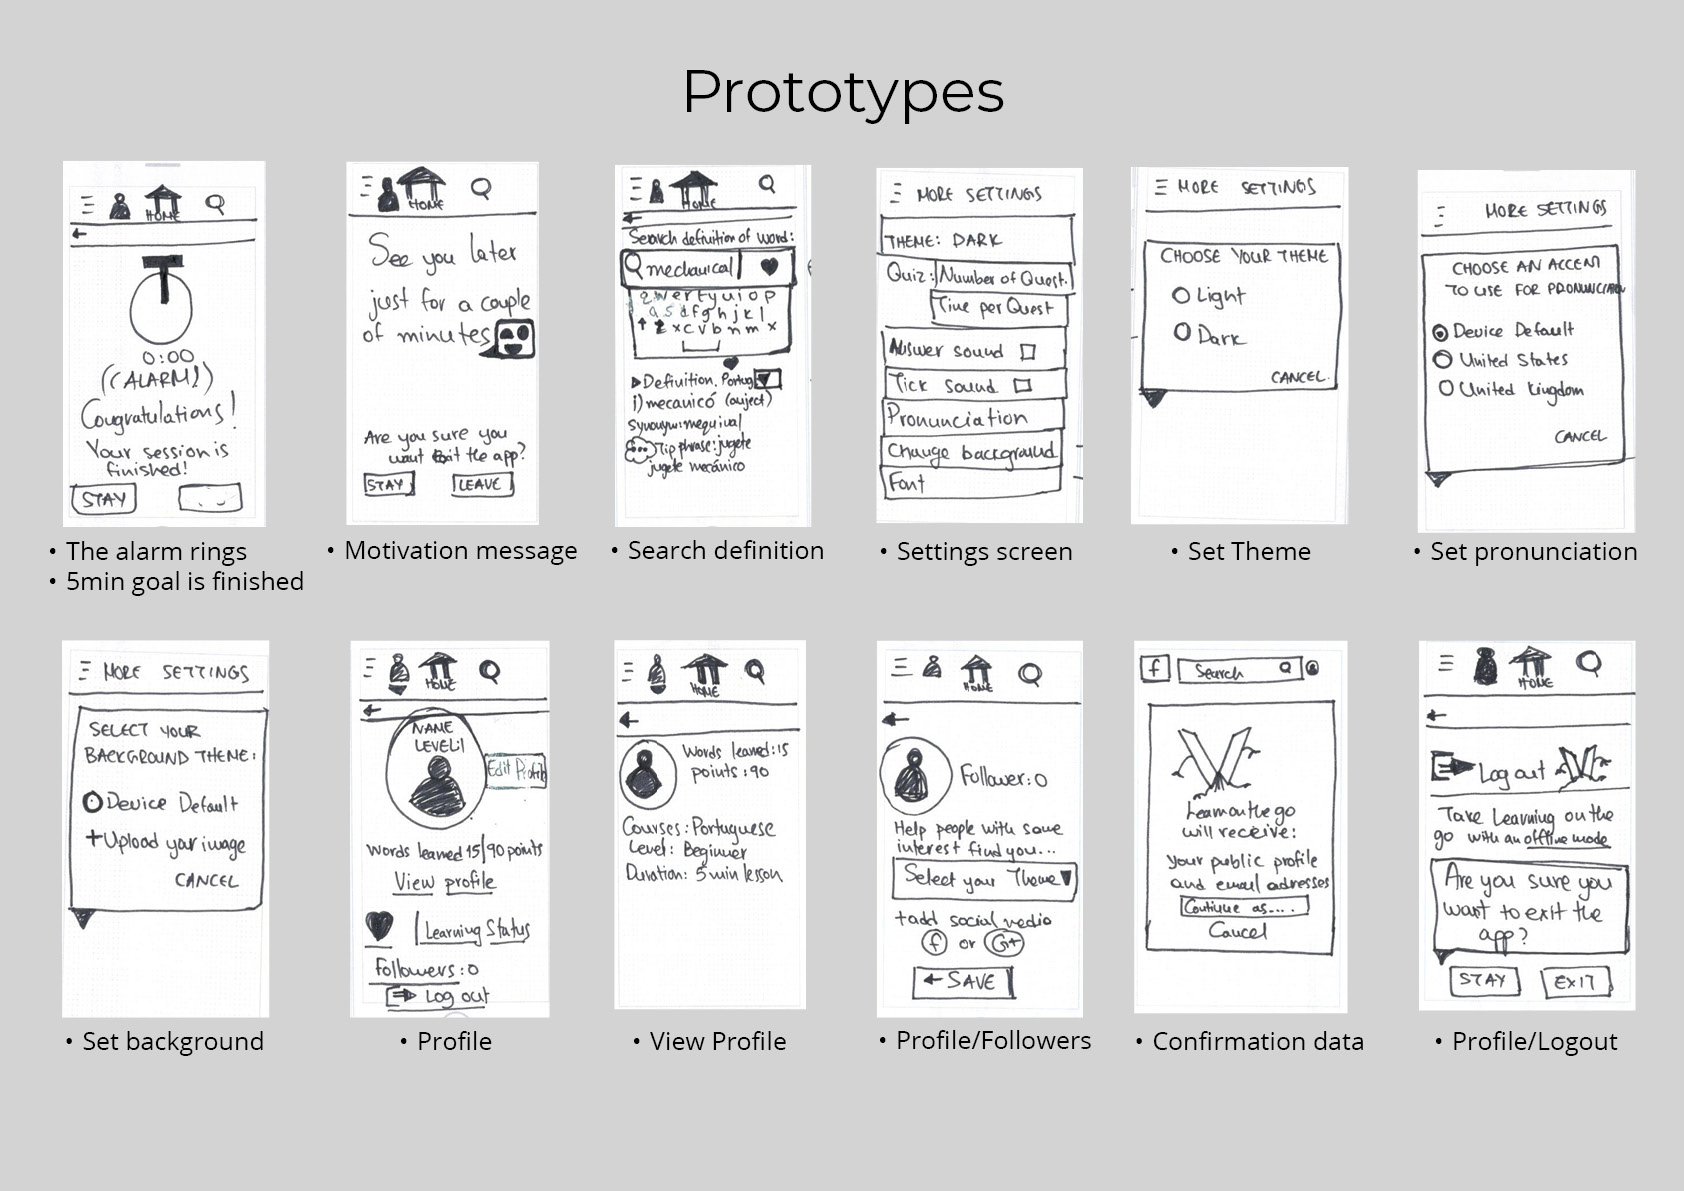 Prototypes
HOME
0:00
((ALARM))
Congratulations!
Your session is
finished!
STAY
• The alarm rings
• 5min goal is finished
HOME
See you later
just for a couple
of minutes
Are you sure you
want exit the app?
STAY
LEAVE
• Motivation message
HOME
Search definition of word:
mechanical
q w e r t y u i o p
a s d f g h j k l
z x c v b n m x
Definition. Portug
1) mecanicó (auject)
Synonym: mequival
Tip phrase: jugete
jugete mecánico
• Search definition
MORE SETTINGS
THEME: DARK
Quiz: Number of Quest.
Time per Quest
Answer sound
Tick sound
Pronunciation
Change background
Font
• Settings screen
MORE SETTINGS
CHOOSE YOUR THEME
Light
Dark
CANCEL.
• Set Theme
MORE SETTINGS
CHOOSE AN ACCENT
TO USE FOR PRONUNCIATION
Device Default
United States
United Kingdom
CANCEL
• Set pronunciation
MORE SETTINGS
SELECT YOUR
BACKGROUND THEME:
Device Default
+Upload your image
CANCEL
• Set background
HOME
NAME
LEVEL:1
Edit Profile
Words learned 15/90 points
View profile
Learning Status
Followers: 0
Log out
• Profile
HOME
Words learned: 15
points: 90
Courses: Portuguese
Level: Beginner
Duration: 5 min lesson
• View Profile
HOME
Follower: 0
Help people with same
interest find you...
Select your Theme
+add social media
f or G+
SAVE
• Profile/Followers
f Search
Learn on the go
will receive:
your public profile
and email adresses
Continue as....
Cancel
• Confirmation data
HOME
Log out
Take Learning on the
go with an offline mode
Are you sure you
want to exit the
app?
STAY
EXIT
• Profile/Logout